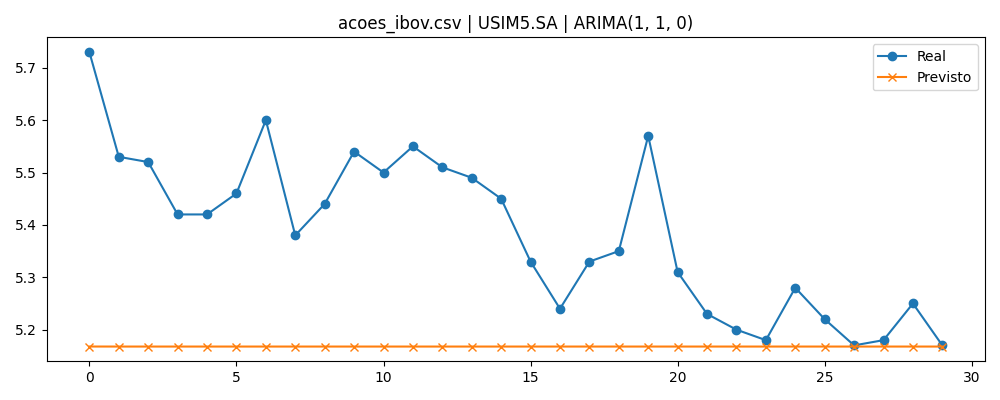 acoes_ibov.csv | USIM5.SA | ARIMA(1, 1, 0)
Real
Previsto
5.7
5.6
5.5
5.4
5.3
5.2
0 5 10 15 20 25 30